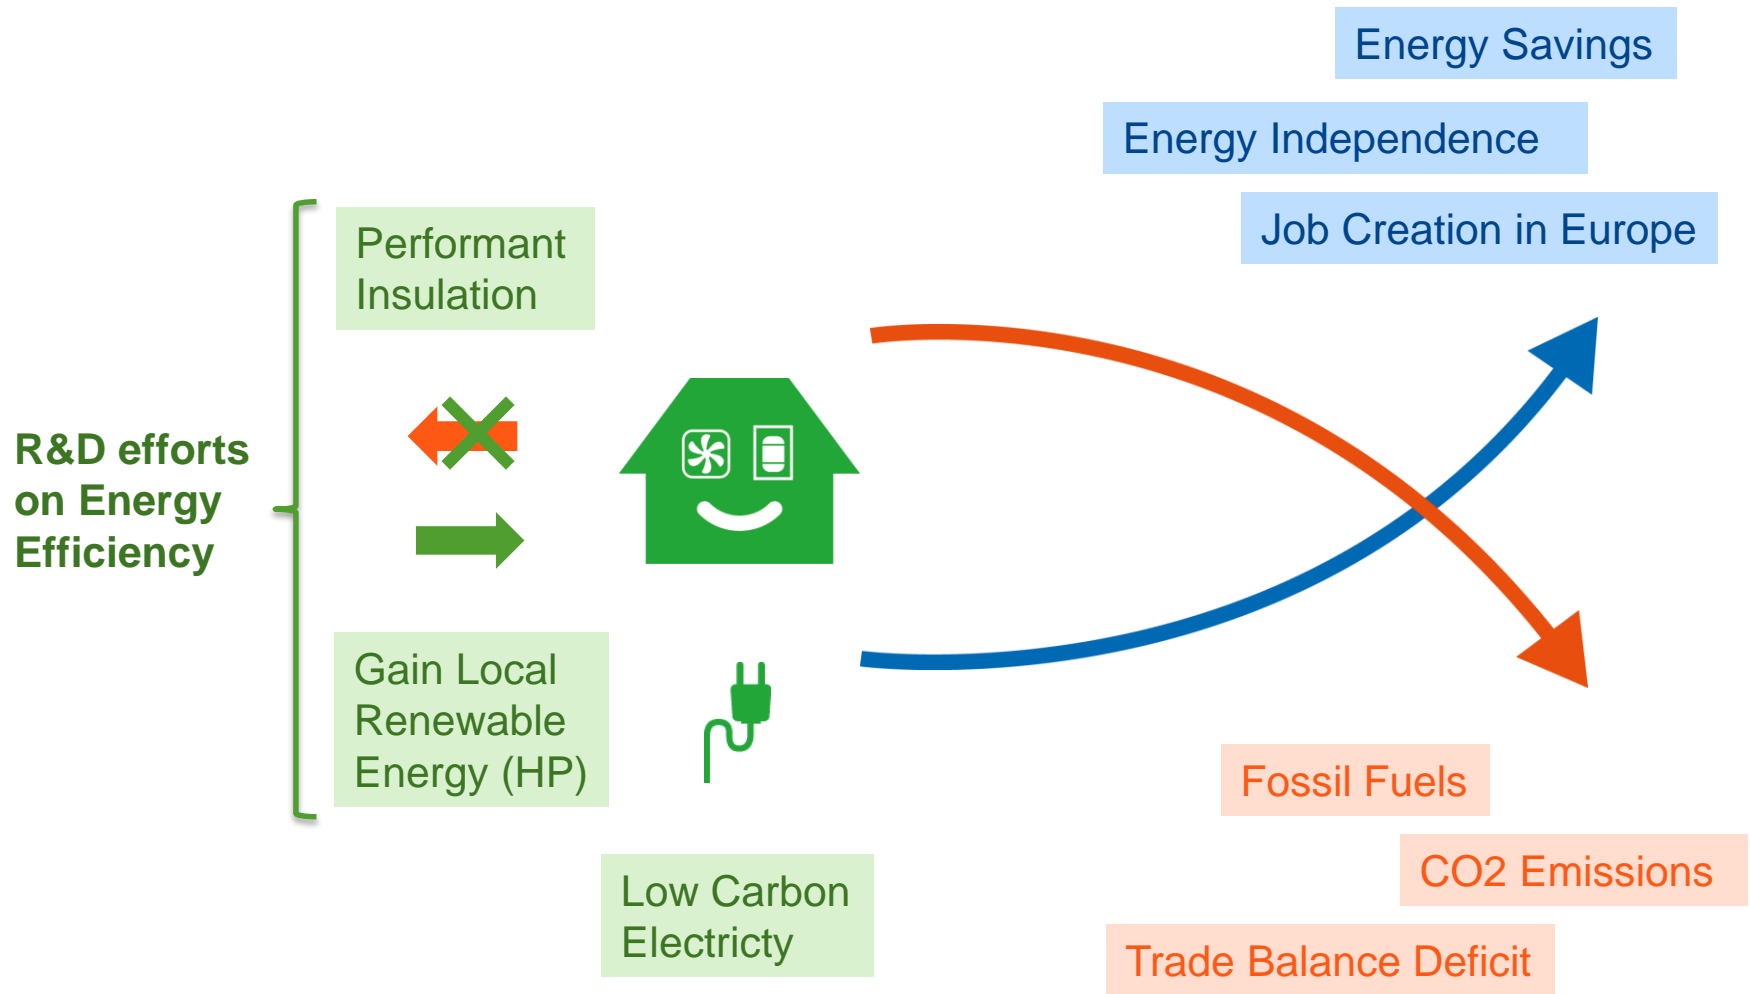 Energy Savings
Energy Independence
Job Creation in Europe
Performant
Insulation
R&D efforts
on Energy
Efficiency
Gain Local
Renewable
Energy (HP)
Low Carbon
Electricty
Fossil Fuels
CO2 Emissions
Trade Balance Deficit